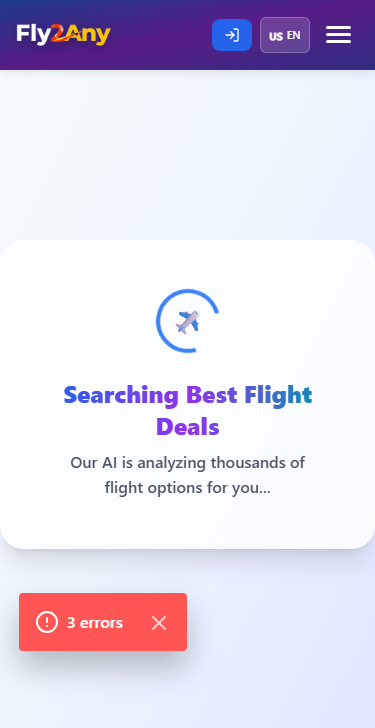 Fly2Any
US EN
Searching Best Flight
Deals
Our AI is analyzing thousands of
flight options for you...
3 errors